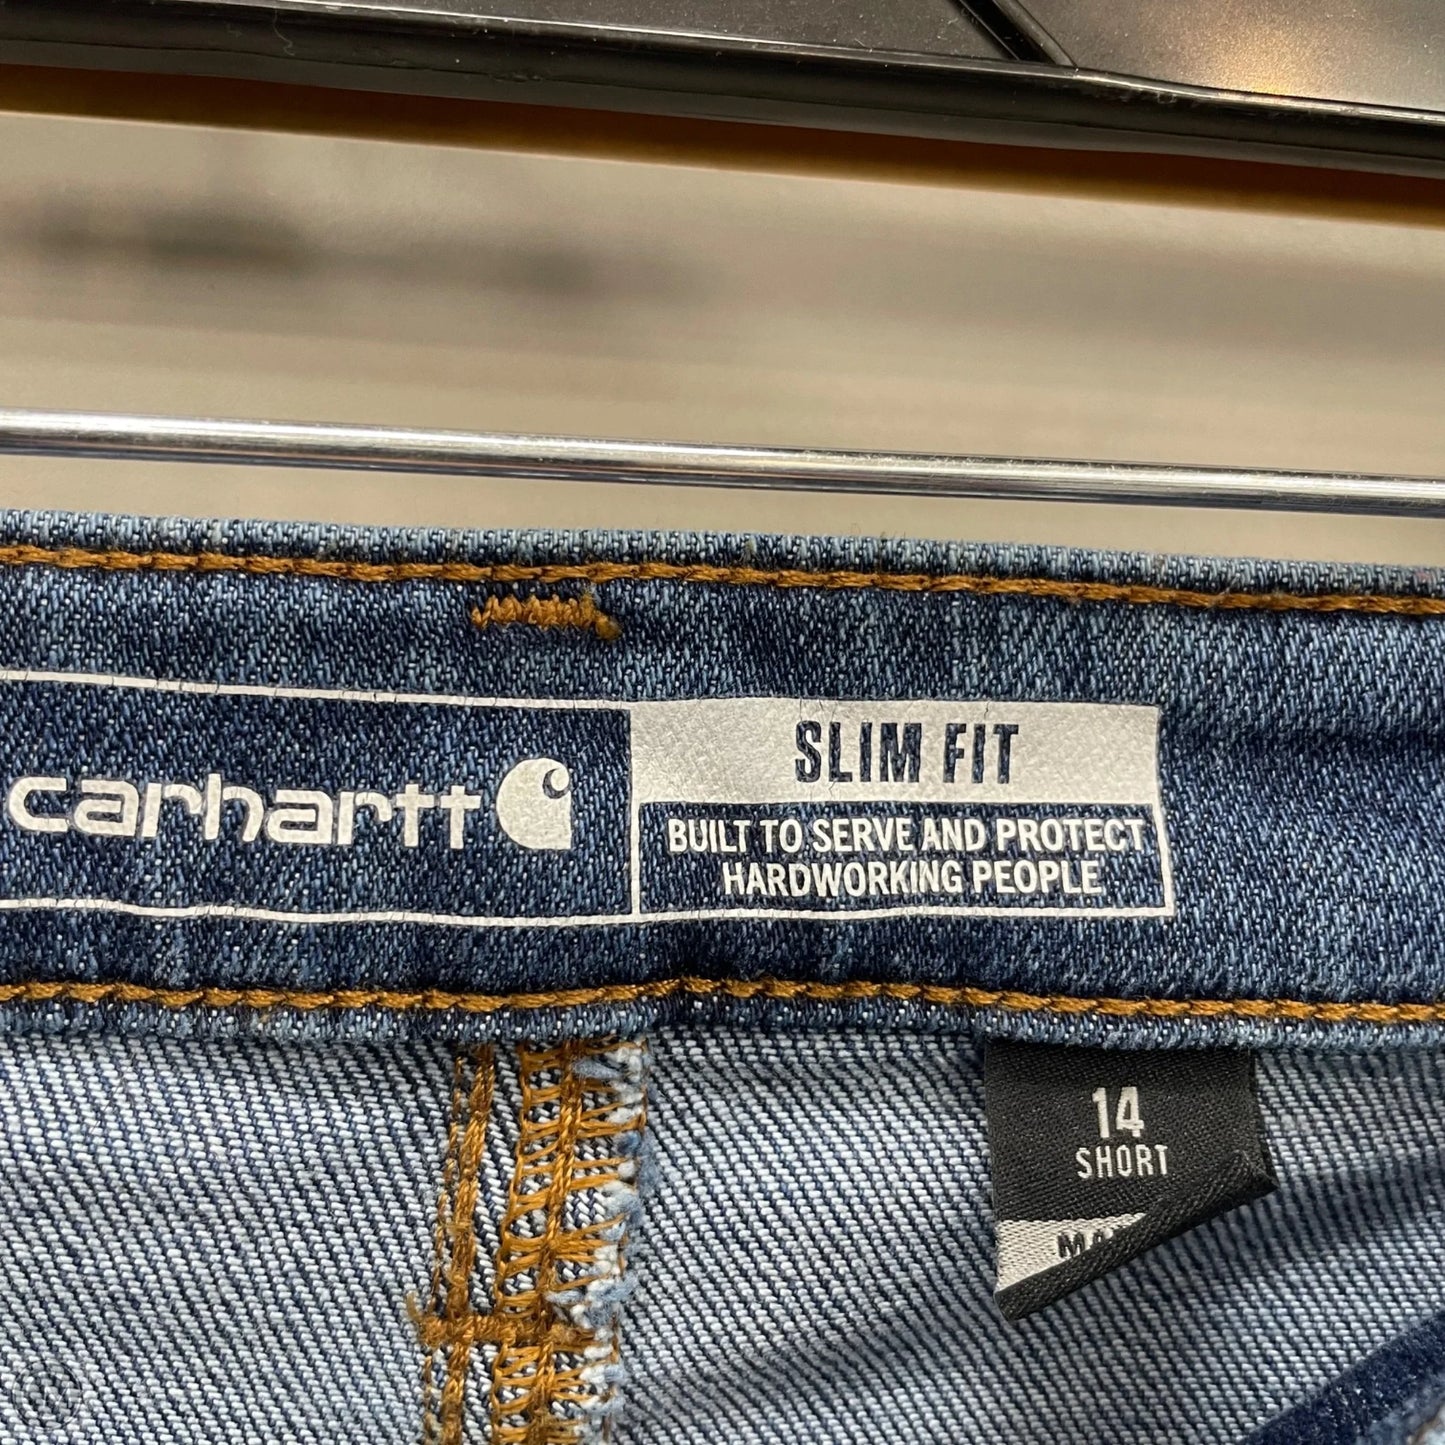 carhartt
SLIM FIT
BUILT TO SERVE AND PROTECT
HARDWORKING PEOPLE
14
SHORT